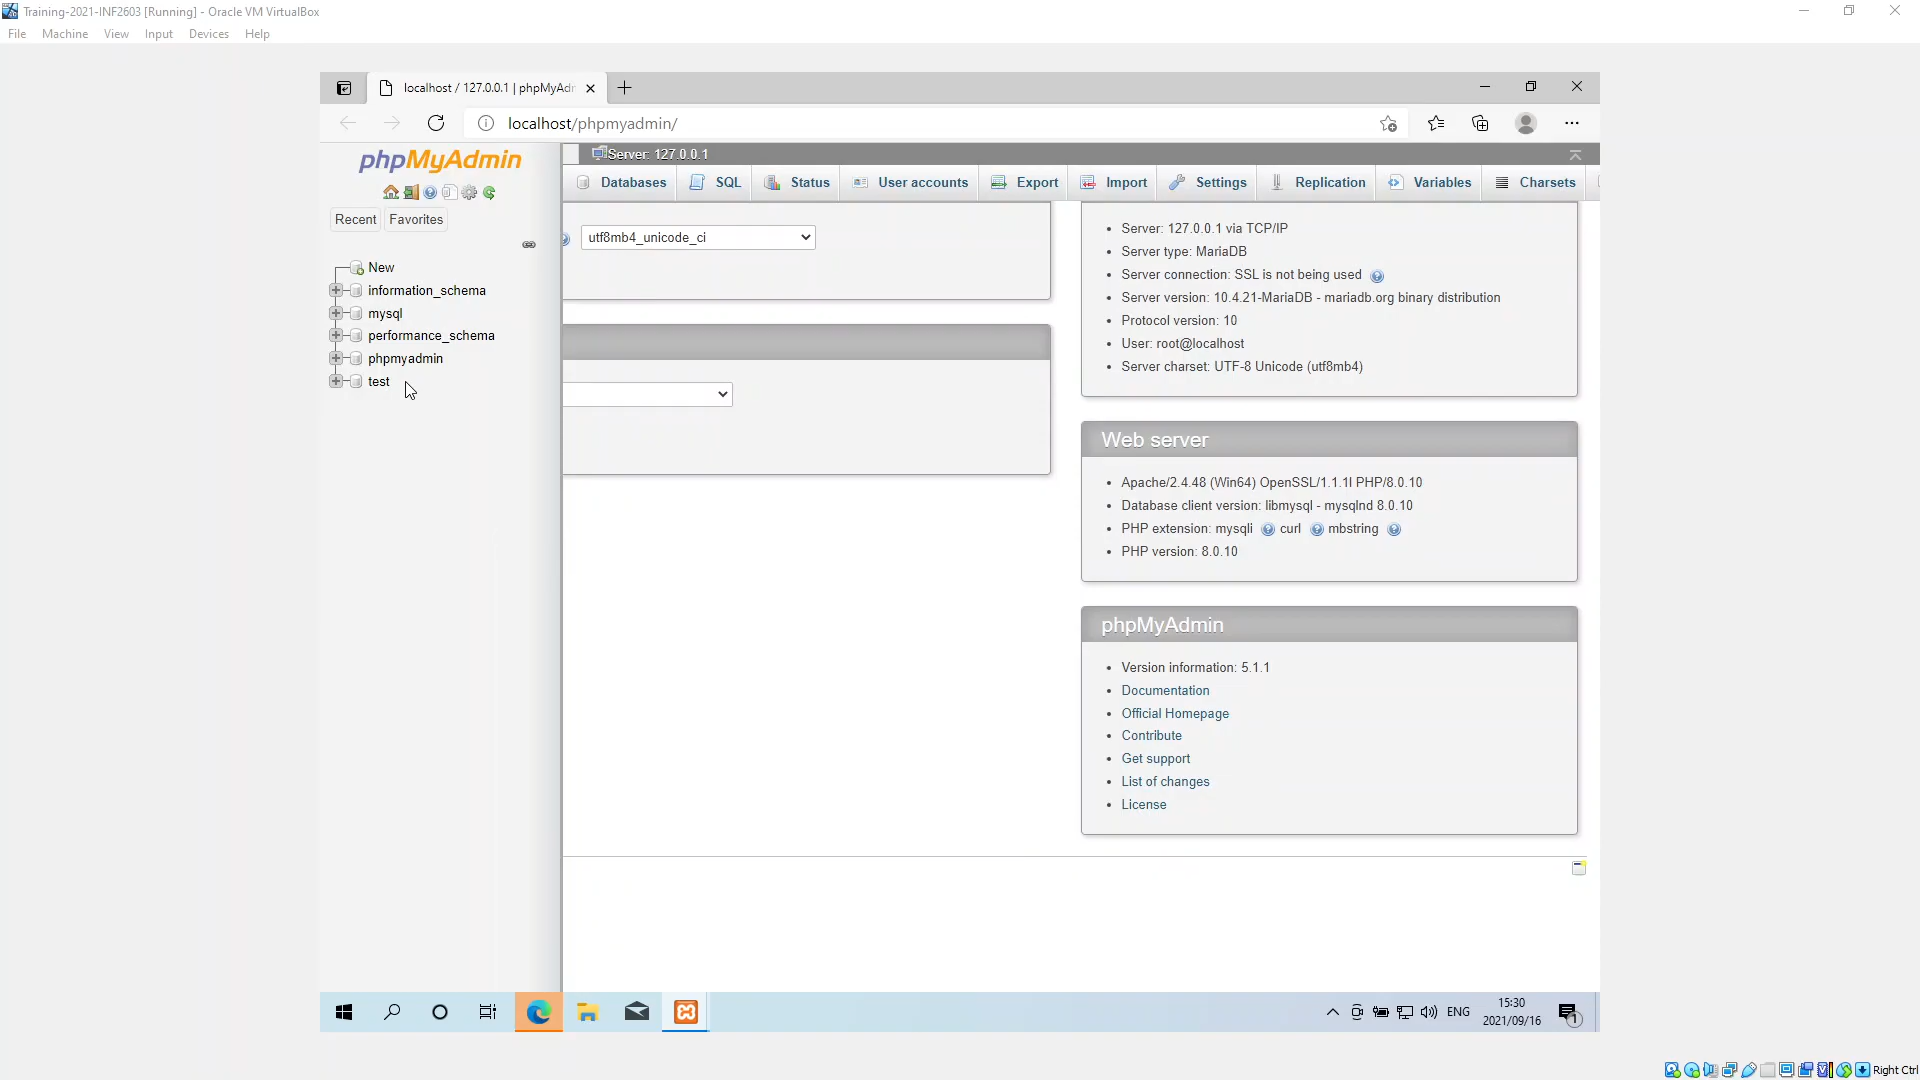 Training-2021-INF2603 [Running] - Oracle VM VirtualBox
File Machine View Input Devices Help
localhost / 127.0.0.1 | phpMyAdr
localhost/phpmyadmin/
phpMyAdmin
Recent Favorites
New
information_schema
mysql
performance_schema
phpmyadmin
test
Server: 127.0.0.1
Databases SQL Status User accounts Export Import Settings Replication Variables Charsets
utf8mb4_unicode_ci
Server: 127.0.0.1 via TCP/IP
Server type: MariaDB
Server connection: SSL is not being used
Server version: 10.4.21-MariaDB - mariadb.org binary distribution
Protocol version: 10
User: root@localhost
Server charset: UTF-8 Unicode (utf8mb4)
Web server
Apache/2.4.48 (Win64) OpenSSL/1.1.1l PHP/8.0.10
Database client version: libmysql - mysqlnd 8.0.10
PHP extension: mysqli curl mbstring
PHP version: 8.0.10
phpMyAdmin
Version information: 5.1.1
Documentation
Official Homepage
Contribute
Get support
List of changes
License
ENG
15:30
2021/09/16
1
Right Ctrl